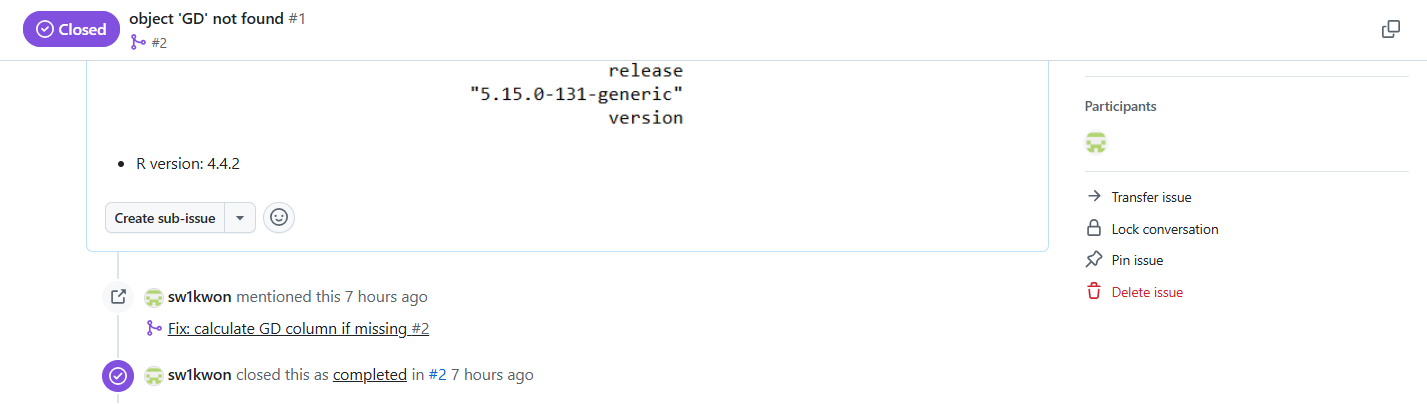 Closed
object 'GD' not found #1
#2
release
"5.15.0-131-generic"
version
• R version: 4.4.2
Create sub-issue
sw1kwon mentioned this 7 hours ago
Fix: calculate GD column if missing #2
sw1kwon closed this as completed in #2 7 hours ago
Participants
Transfer issue
Lock conversation
Pin issue
Delete issue